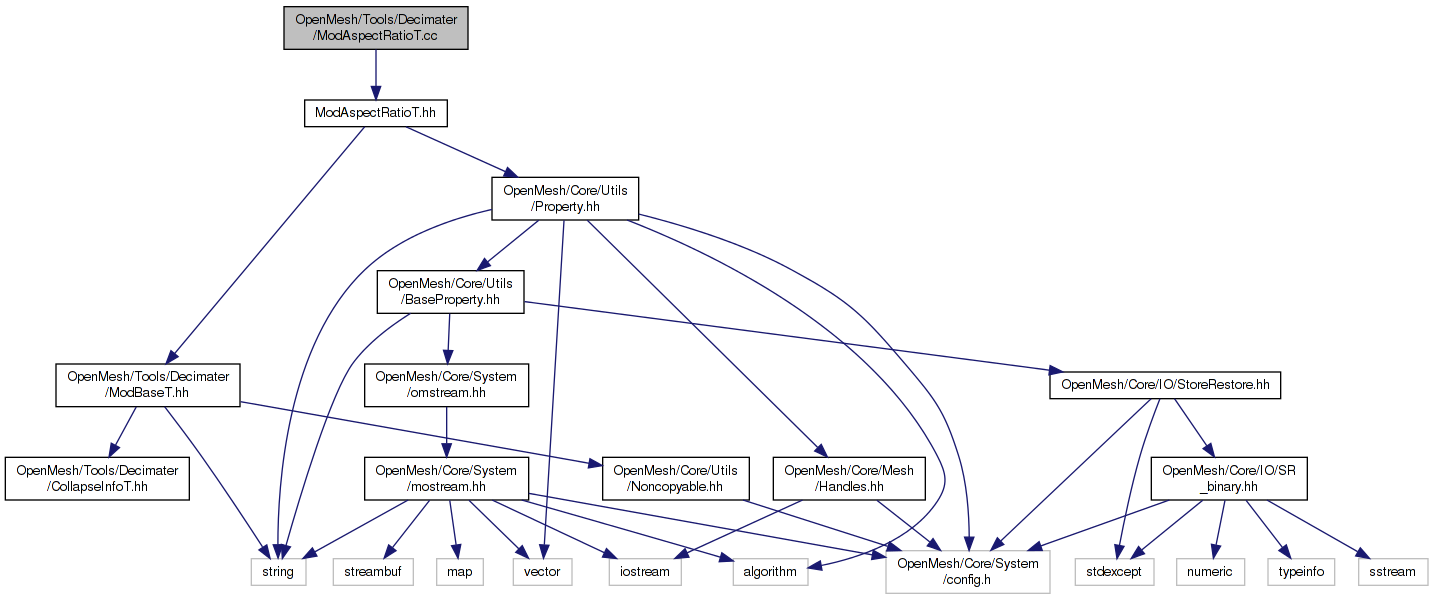 OpenMesh/Tools/Decimater
/ModAspectRatioT.cc
ModAspectRatioT.hh
OpenMesh/Core/Utils
/Property.hh
OpenMesh/Core/Utils
/BaseProperty.hh
OpenMesh/Tools/Decimater
/ModBaseT.hh
OpenMesh/Core/System
/omstream.hh
OpenMesh/Core/IO/StoreRestore.hh
OpenMesh/Tools/Decimater
/CollapseInfoT.hh
OpenMesh/Core/System
/mostream.hh
OpenMesh/Core/Utils
/Noncopyable.hh
OpenMesh/Core/Mesh
/Handles.hh
OpenMesh/Core/IO/SR
_binary.hh
string
streambuf
map
vector
iostream
algorithm
OpenMesh/Core/System
/config.h
stdexcept
numeric
typeinfo
sstream